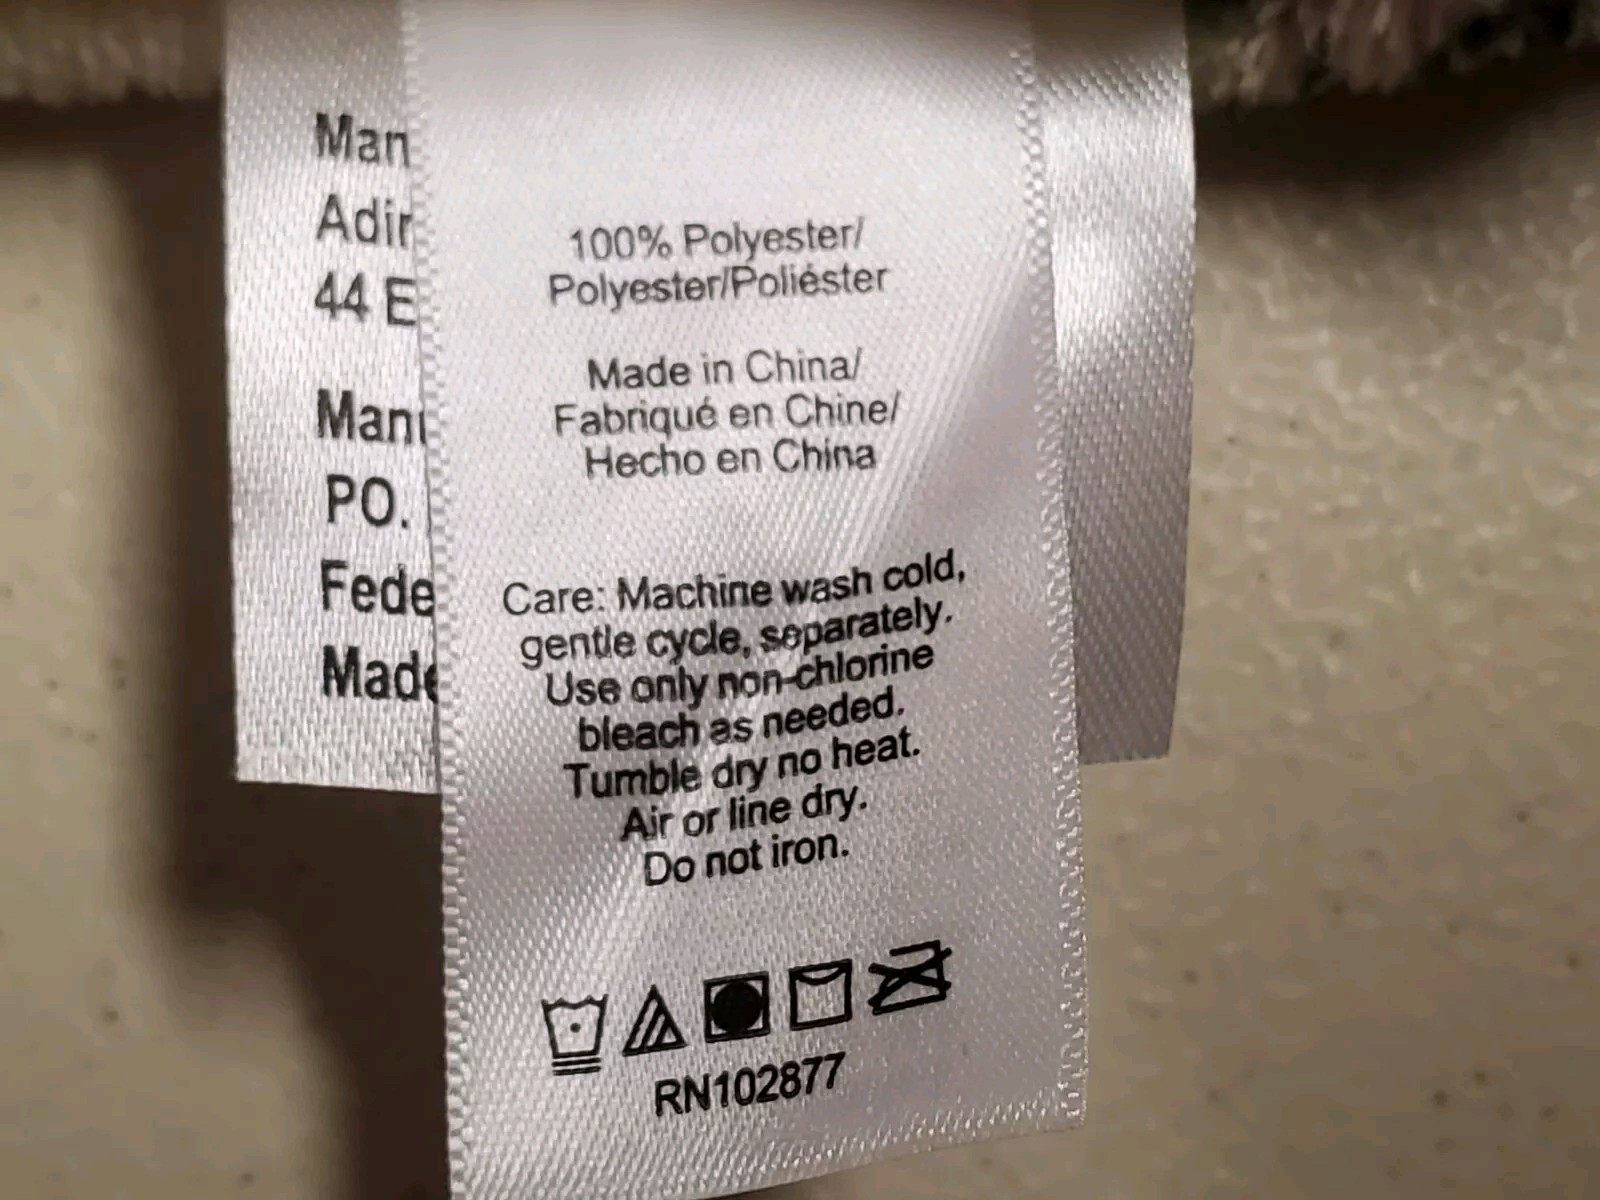 Man
Adir
44 E
Man
PO.
Fede
Made
100% Polyester/
Polyester/Poliéster
Made in China/
Fabriqué en Chine/
Hecho en China
Care: Machine wash cold,
gentle cycle, separately.
Use only non-chlorine
bleach as needed.
Tumble dry no heat.
Air or line dry.
Do not iron.
RN102877